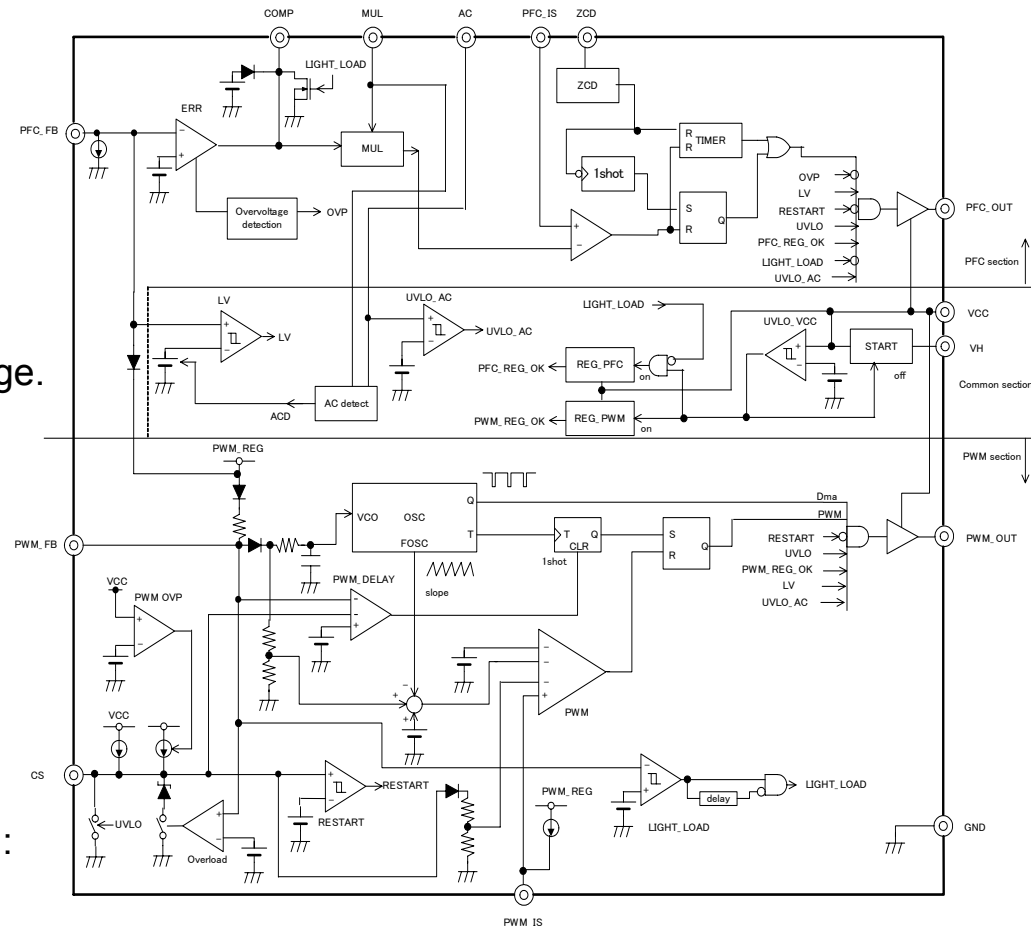 COMP MUL AC PFC_IS ZCD
LIGHT_LOAD
ERR
ZCD
PFC_FB
MUL
R
R
TIMER
1shot
OVP
LV
RESTART
UVLO
PFC_REG_OK
LIGHT_LOAD
UVLO_AC
PFC_OUT
Overvoltage
detection
OVP
S
R
Q
PFC section
LV
UVLO_AC
LIGHT_LOAD
UVLO_VCC
VCC
LV
UVLO_AC
START
VH
ge.
PFC_REG_OK
REG_PFC
on
off
Common section
ACD
AC detect
PWM_REG_OK
REG_PWM
on
PWM_REG
PWM section
Q
Dma
VCO
OSC
PWM
PWM_FB
FOSC
T
T
Q
CLR
1shot
S
R
Q
RESTART
UVLO
PWM_REG_OK
LV
UVLO_AC
PWM_OUT
VCC
PWM OVP
PWM_DELAY
slope
PWM
VCC
CS
RESTART
PWM_REG
delay
LIGHT_LOAD
UVLO
RESTART
LIGHT_LOAD
GND
:
Overload
PWM_IS